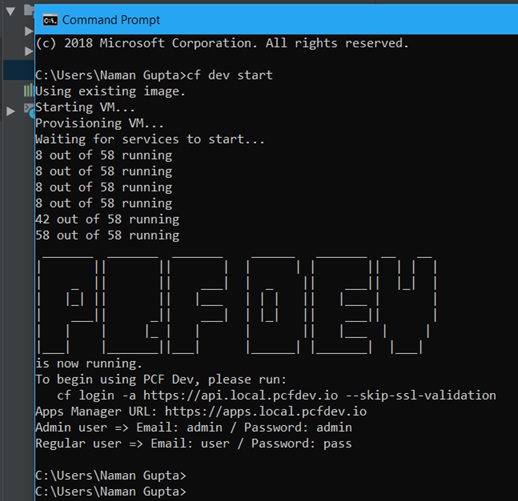 Command Prompt
(c) 2018 Microsoft Corporation. All rights reserved.
C:\Users\Naman Gupta>cf dev start
Using existing image.
Starting VM...
Provisioning VM...
Waiting for services to start...
8 out of 58 running
8 out of 58 running
8 out of 58 running
8 out of 58 running
42 out of 58 running
58 out of 58 running
PCF DEV
is now running.
To begin using PCF Dev, please run:
cf login -a https://api.local.pcfdev.io --skip-ssl-validation
Apps Manager URL: https://apps.local.pcfdev.io
Admin user => Email: admin / Password: admin
Regular user => Email: user / Password: pass
C:\Users\Naman Gupta>
C:\Users\Naman Gupta>